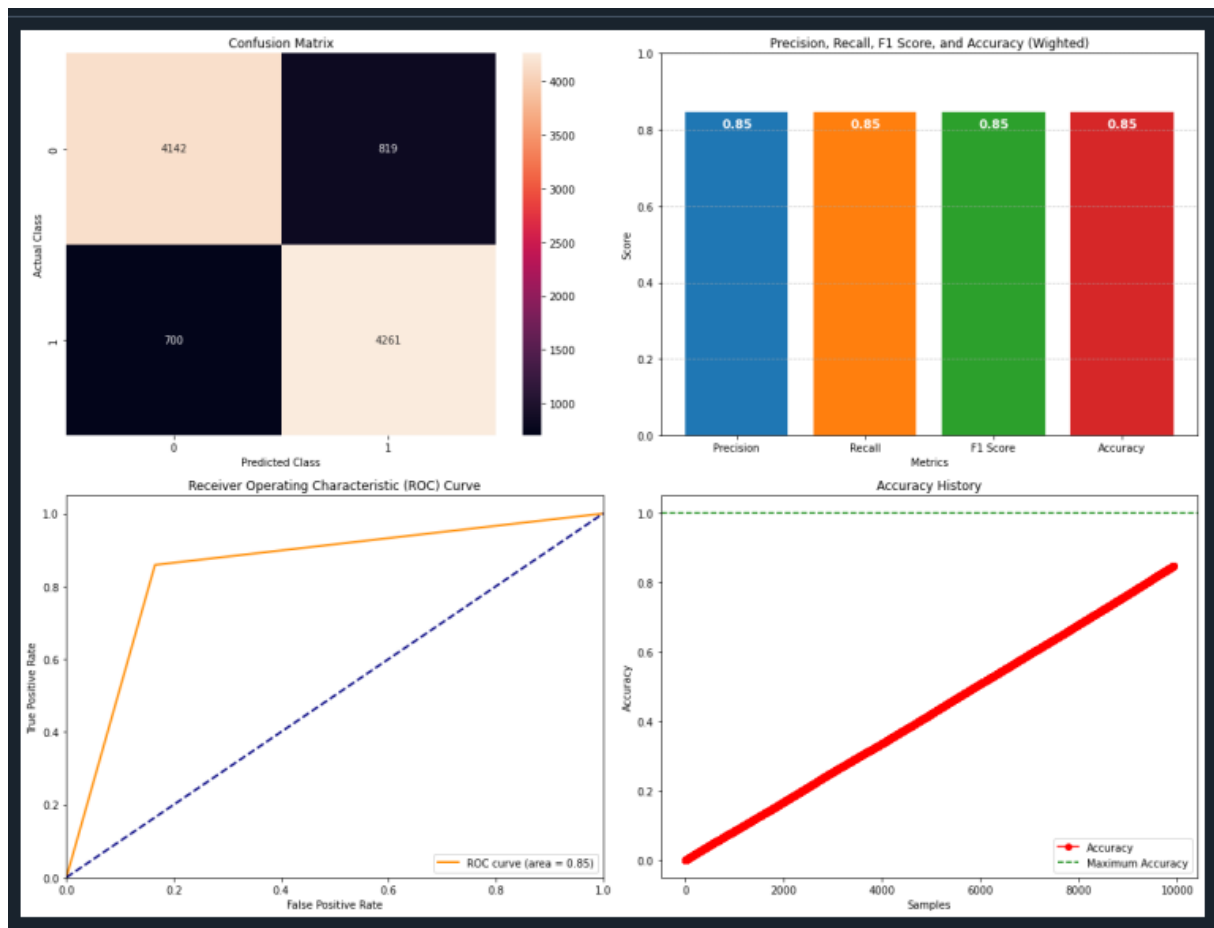 Confusion Matrix
4142
819
700
4261
0
1
Actual Class
0
1
Predicted Class
4000
3500
3000
2500
2000
1500
1000
Precision, Recall, F1 Score, and Accuracy (Wighted)
1.0
0.8
0.6
0.4
0.2
0.0
Score
0.85
0.85
0.85
0.85
Precision
Recall
F1 Score
Accuracy
Metrics
Receiver Operating Characteristic (ROC) Curve
1.0
0.8
0.6
0.4
0.2
0.0
True Positive Rate
ROC curve (area = 0.85)
0.0
0.2
0.4
0.6
0.8
1.0
False Positive Rate
Accuracy History
1.0
0.8
0.6
0.4
0.2
0.0
Accuracy
Accuracy
Maximum Accuracy
0
2000
4000
6000
8000
10000
Samples